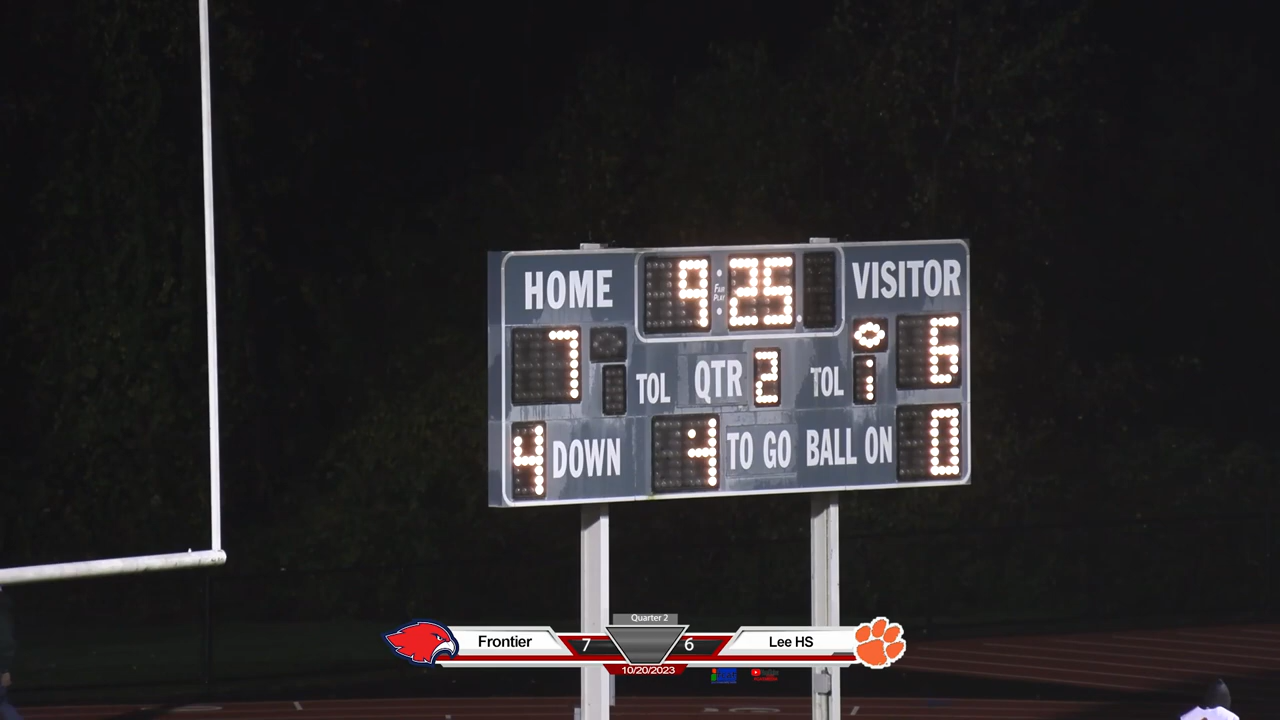 HOME 9:25 VISITOR
FAIR PLAY
7 6
TOL QTR 2 TOL 1
4 DOWN 4 TO GO BALL ON 0
Quarter 2
Frontier 7 6 Lee HS
10/20/2023